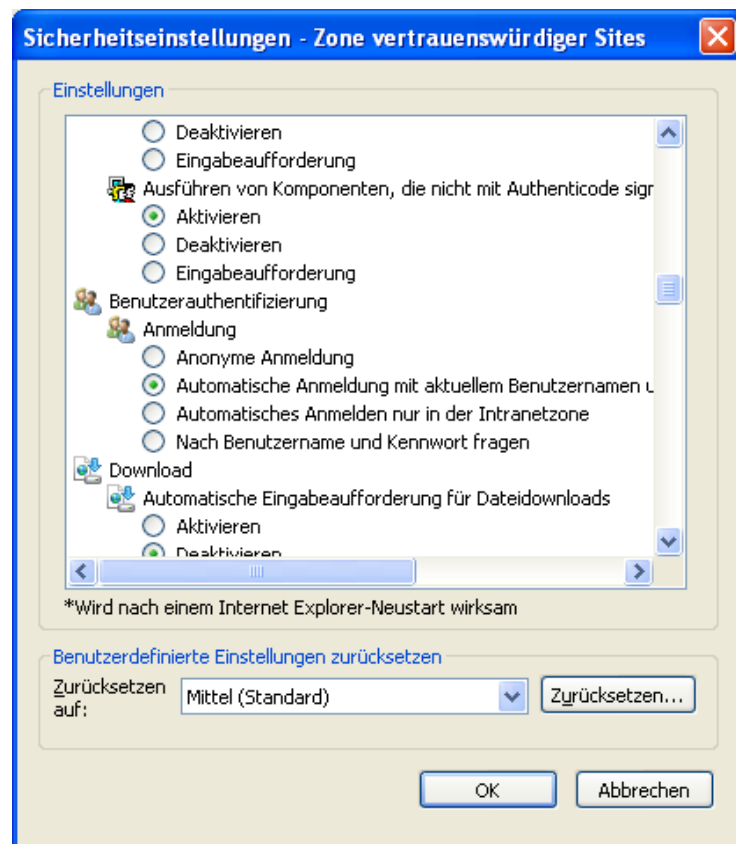 Sicherheitseinstellungen - Zone vertrauenswürdiger Sites
Einstellungen
Deaktivieren
Eingabeaufforderung
Ausführen von Komponenten, die nicht mit Authenticode sigr
Aktivieren
Deaktivieren
Eingabeaufforderung
Benutzerauthentifizierung
Anmeldung
Anonyme Anmeldung
Automatische Anmeldung mit aktuellem Benutzernamen u
Automatisches Anmelden nur in der Intranetzone
Nach Benutzername und Kennwort fragen
Download
Automatische Eingabeaufforderung für Dateidownloads
Aktivieren
Deaktivieren
*Wird nach einem Internet Explorer-Neustart wirksam
Benutzerdefinierte Einstellungen zurücksetzen
Zurücksetzen auf:
Mittel (Standard)
Zurücksetzen...
OK
Abbrechen